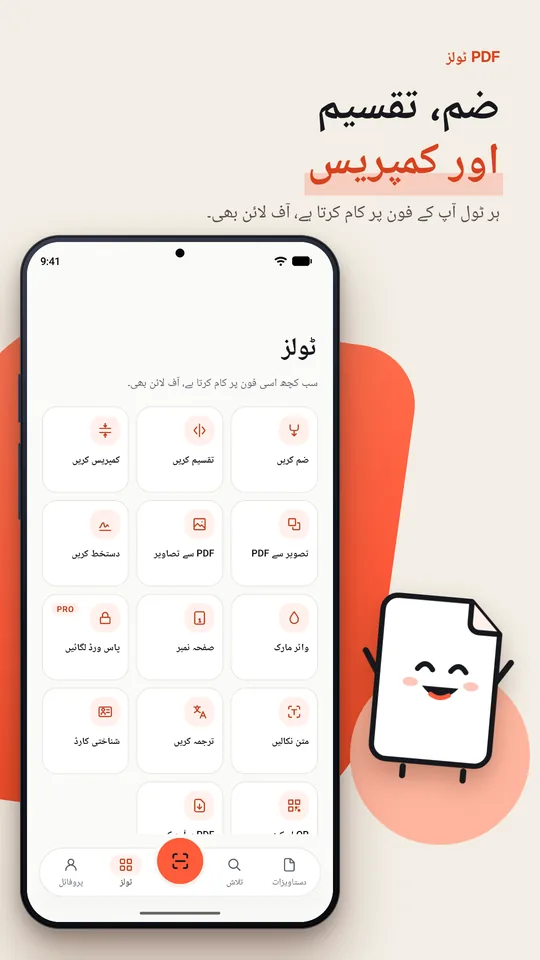 PDF ٹولز
ضم، تقسیم
اور کمپریس
ہر ٹول آپ کے فون پر کام کرتا ہے، آف لائن بھی۔
9:41
ٹولز
سب کچھ اسی فون پر کام کرتا ہے، آف لائن بھی۔
ضم کریں
تقسیم کریں
کمپریس کریں
تصویر سے PDF
PDF سے تصاویر
دستخط کریں
واٹر مارک
صفحہ نمبر
PRO
پاس ورڈ لگائیں
متن نکالیں
ترجمہ کریں
شناختی کارڈ
دستاویزات
تلاش
ٹولز
پروفائل